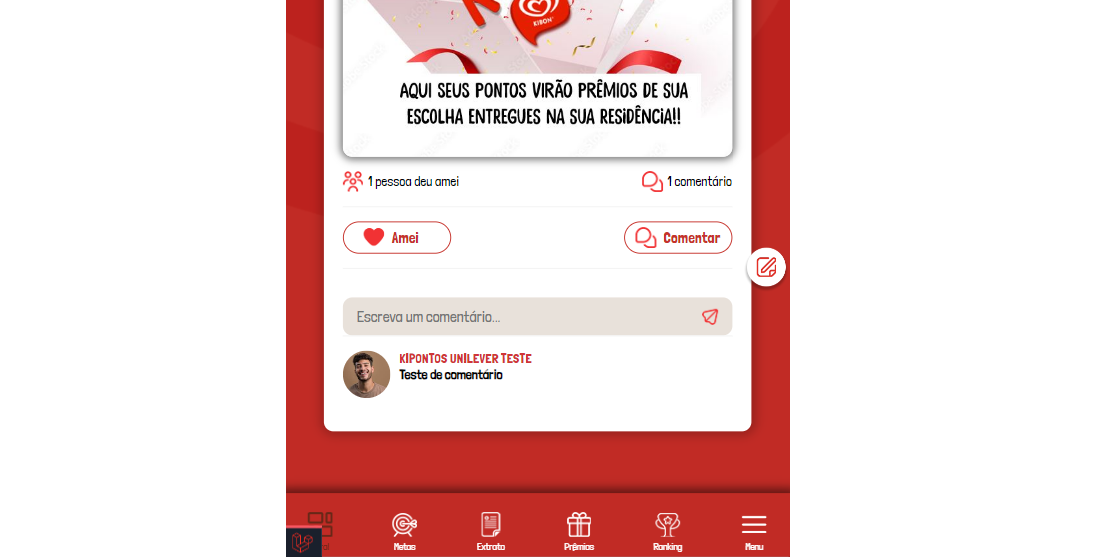 KIBON
AQUI SEUS PONTOS VIRÃO PRÊMIOS DE SUA
ESCOLHA ENTREGUES NA SUA RESIDÊNCIA!!
1 pessoa deu amei
1 comentário
Amei
Comentar
Escreva um comentário...
KIPONTOS UNILEVER TESTE
Teste de comentário
Metas
Extrato
Prêmios
Ranking
Menu